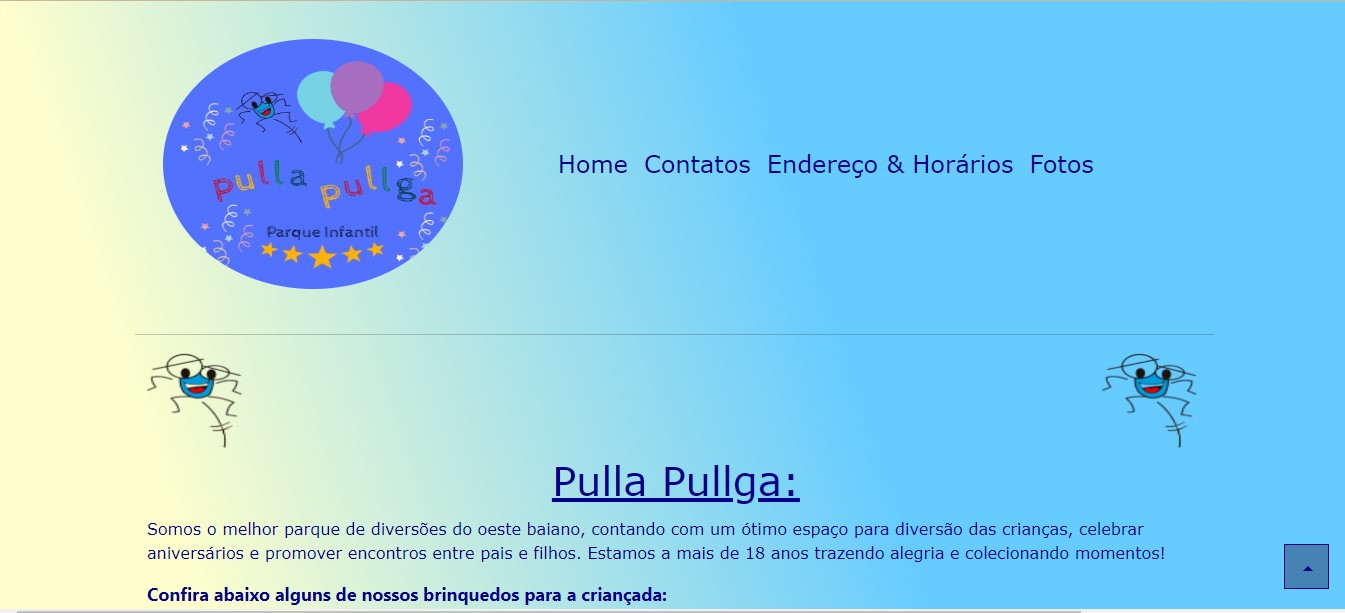 pulla pullga
Parque Infantil
Home Contatos Endereço & Horários Fotos
Pulla Pullga:
Somos o melhor parque de diversões do oeste baiano, contando com um ótimo espaço para diversão das crianças, celebrar
aniversários e promover encontros entre pais e filhos. Estamos a mais de 18 anos trazendo alegria e colecionando momentos!
Confira abaixo alguns de nossos brinquedos para a criançada: